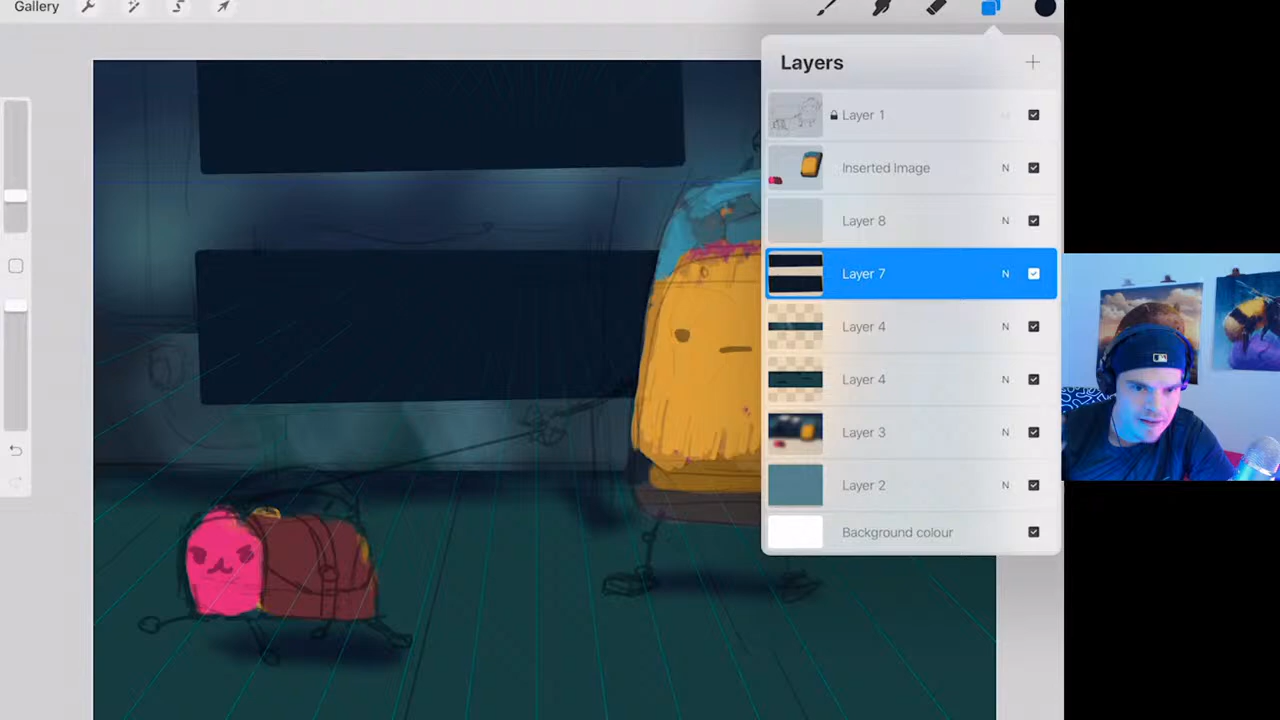 Gallery
Layers
Layer 1
Inserted Image N
Layer 8 N
Layer 7 N
Layer 4 N
Layer 4 N
Layer 3 N
Layer 2 N
Background colour